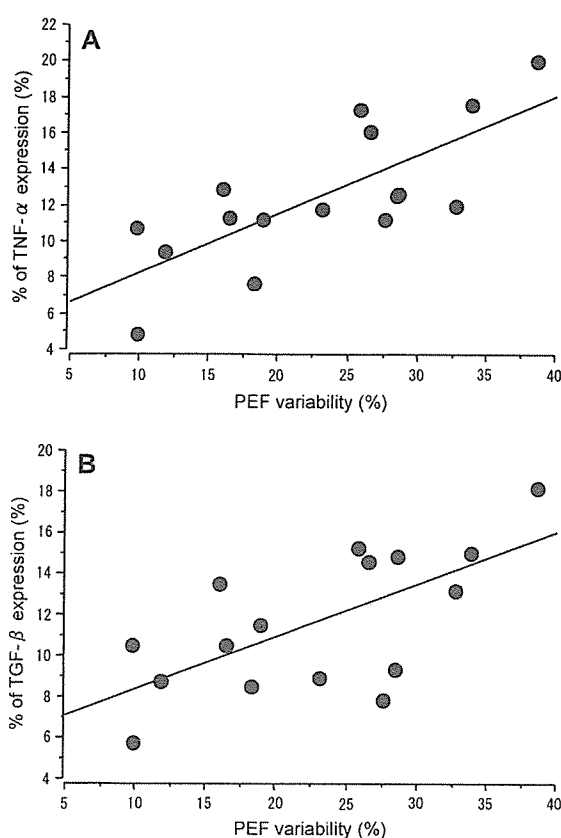 A
% of TNF-α expression (%)
22
20
18
16
14
12
10
8
6
4
5 10 15 20 25 30 35 40
PEF variability (%)
B
% of TGF-β expression (%)
20
18
16
14
12
10
8
6
4
5 10 15 20 25 30 35 40
PEF variability (%)